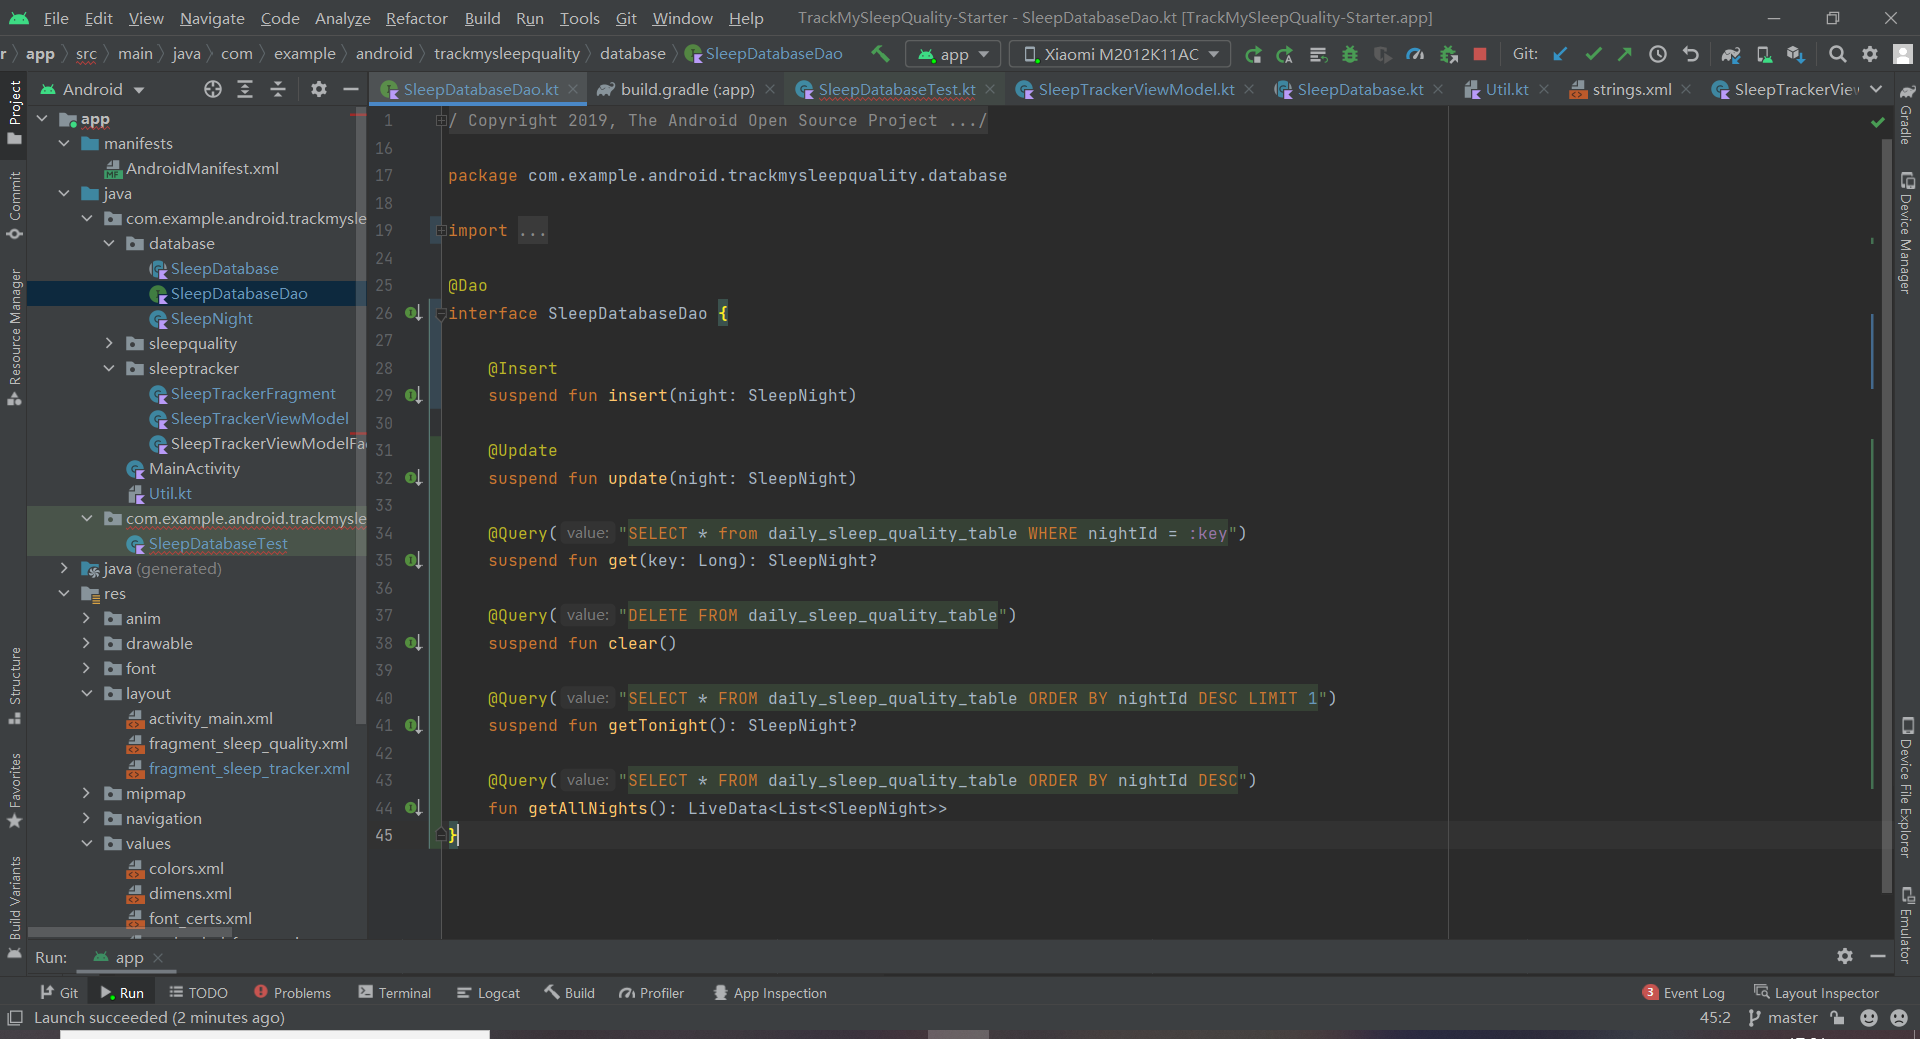 File Edit View Navigate Code Analyze Refactor Build Run Tools Git Window Help TrackMySleepQuality-Starter - SleepDatabaseDao.kt [TrackMySleepQuality-Starter.app]
r app src main java com example android trackmysleepquality database SleepDatabaseDao app Xiaomi M2012K11AC Git:
Android SleepDatabaseDao.kt build.gradle (:app) SleepDatabaseTest.kt SleepTrackerViewModel.kt SleepDatabase.kt Util.kt strings.xml SleepTrackerView
Project
Commit
Resource Manager
Structure
Favorites
Build Variants
app
manifests
AndroidManifest.xml
java
com.example.android.trackmysle
database
SleepDatabase
SleepDatabaseDao
SleepNight
sleepquality
sleeptracker
SleepTrackerFragment
SleepTrackerViewModel
SleepTrackerViewModelFa
MainActivity
Util.kt
com.example.android.trackmysle
SleepDatabaseTest
java (generated)
res
anim
drawable
font
layout
activity_main.xml
fragment_sleep_quality.xml
fragment_sleep_tracker.xml
mipmap
navigation
values
colors.xml
dimens.xml
font_certs.xml
1 / Copyright 2019, The Android Open Source Project .../
16
17 package com.example.android.trackmysleepquality.database
18
19 import ...
24
25 @Dao
26 interface SleepDatabaseDao {
27
28 @Insert
29 suspend fun insert(night: SleepNight)
30
31 @Update
32 suspend fun update(night: SleepNight)
33
34 @Query( value: "SELECT * from daily_sleep_quality_table WHERE nightId = :key")
35 suspend fun get(key: Long): SleepNight?
36
37 @Query( value: "DELETE FROM daily_sleep_quality_table")
38 suspend fun clear()
39
40 @Query( value: "SELECT * FROM daily_sleep_quality_table ORDER BY nightId DESC LIMIT 1")
41 suspend fun getTonight(): SleepNight?
42
43 @Query( value: "SELECT * FROM daily_sleep_quality_table ORDER BY nightId DESC")
44 fun getAllNights(): LiveData<List<SleepNight>>
45 }
Gradle
Device Manager
Device File Explorer
Emulator
Run: app
Git Run TODO Problems Terminal Logcat Build Profiler App Inspection 3 Event Log Layout Inspector
Launch succeeded (2 minutes ago) 45:2 master